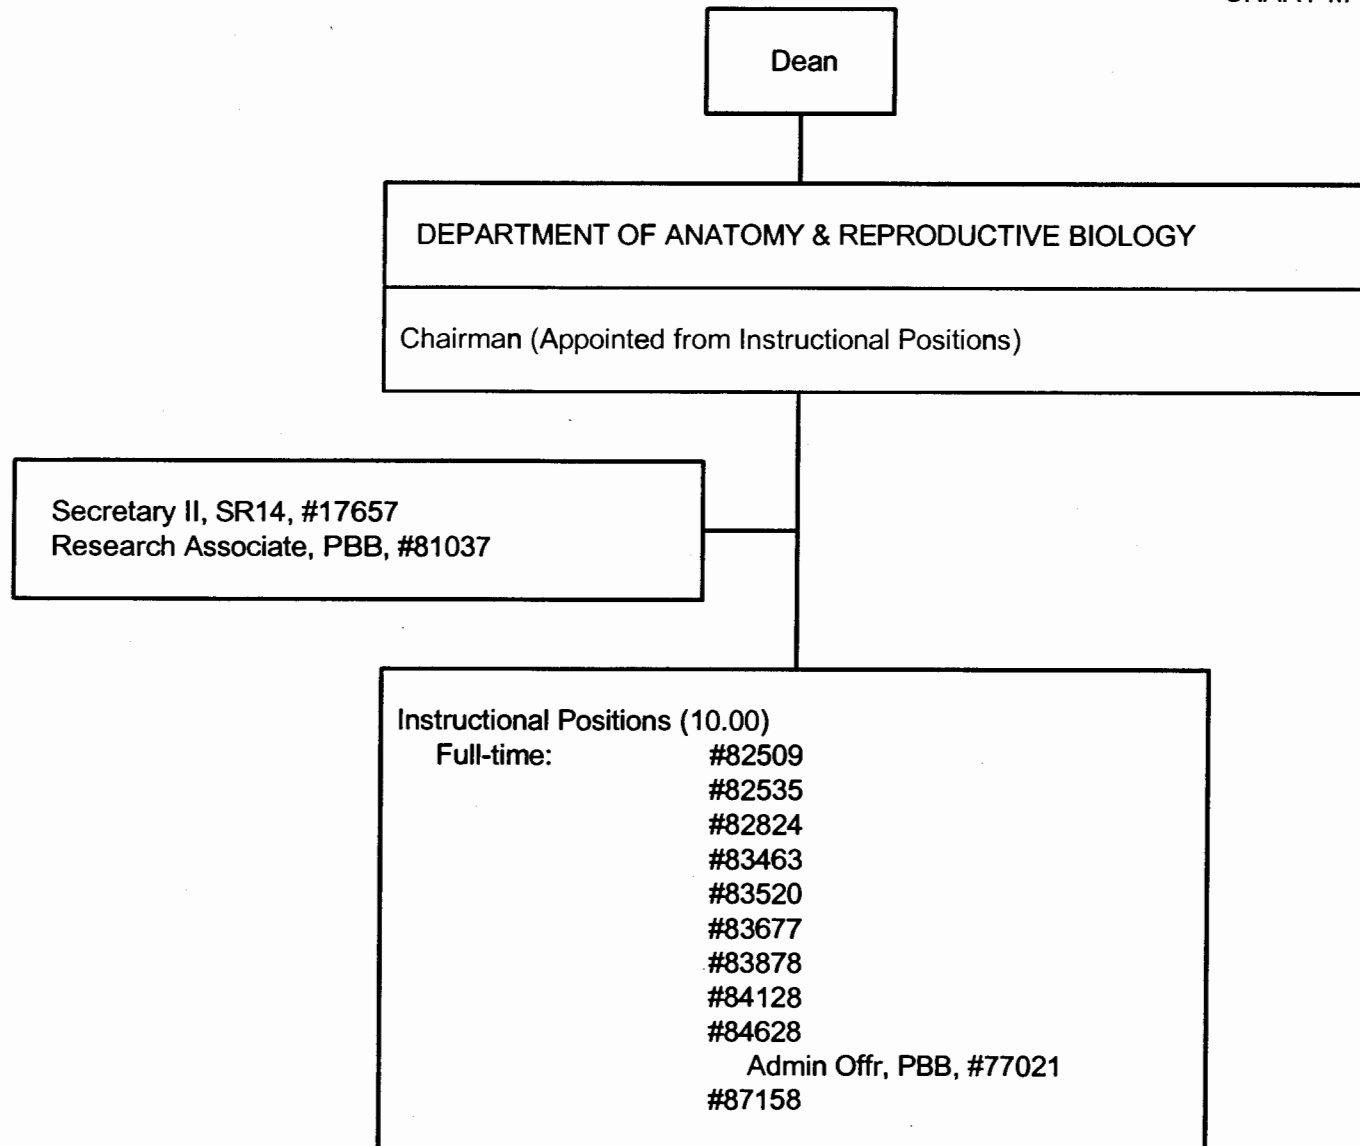 Dean
DEPARTMENT OF ANATOMY & REPRODUCTIVE BIOLOGY
Chairman (Appointed from Instructional Positions)
Secretary II, SR14, #17657
Research Associate, PBB, #81037
Instructional Positions (10.00)
Full-time: #82509
#82535
#82824
#83463
#83520
#83677
#83878
#84128
#84628
Admin Offr, PBB, #77021
#87158